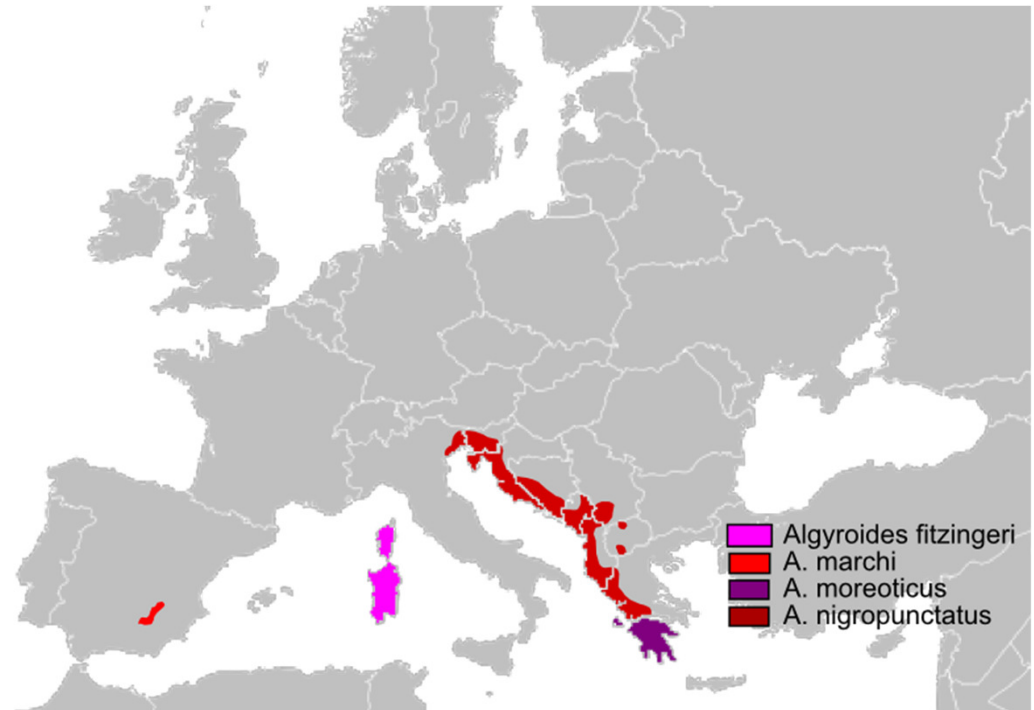 Algyroides fitzingeri
A. marchi
A. moreoticus
A. nigropunctatus